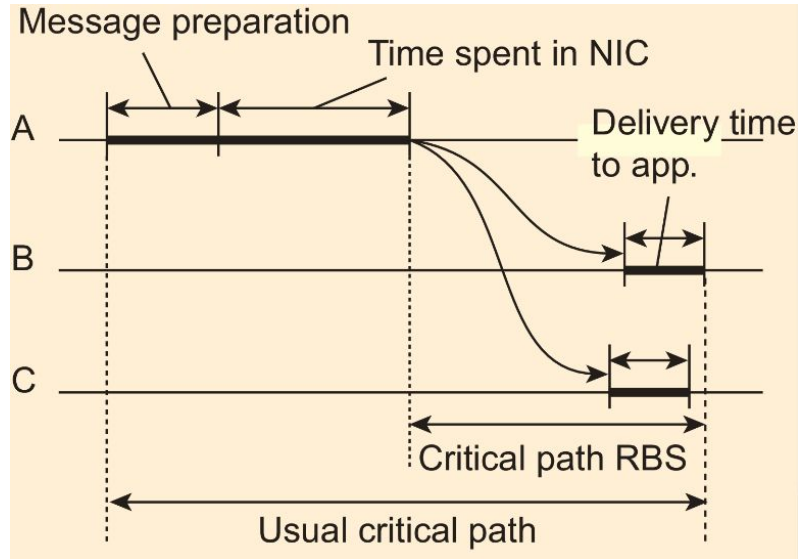 Message preparation
Time spent in NIC
A
Delivery time
to app.
B
C
Critical path RBS
Usual critical path